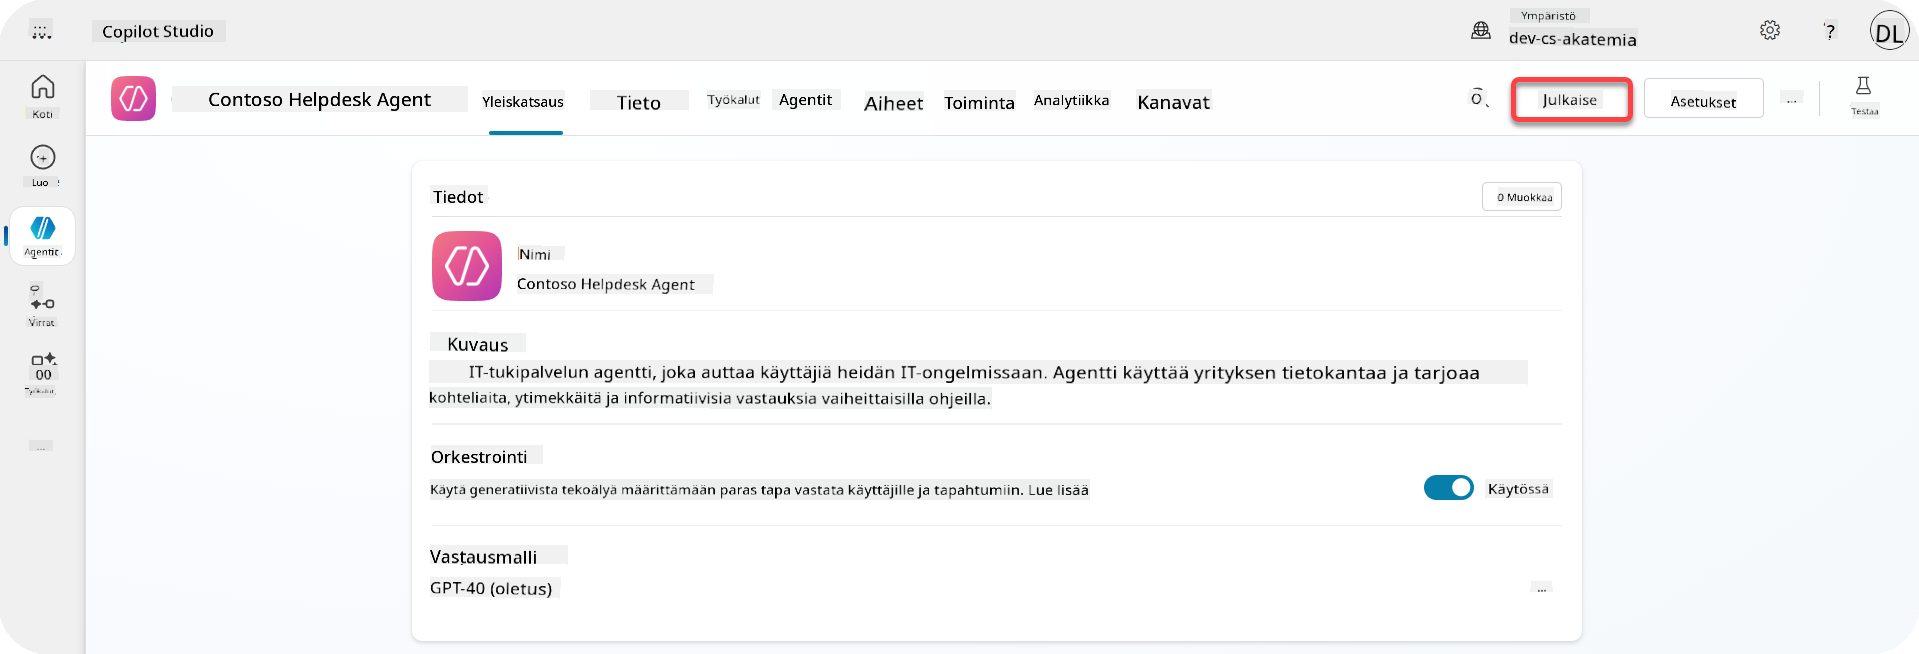 Copilot Studio
Ympäristö
dev-cs-akatemia
?
DL
Koti
Luo
Agentit
Virrat
Työkalut
...
Contoso Helpdesk Agent
Yleiskatsaus
Tieto
Työkalut
Agentit
Aiheet
Toiminta
Analytiikka
Kanavat
Julkaise
Asetukset
...
Testaa
Tiedot
0 Muokkaa
Nimi
Contoso Helpdesk Agent
Kuvaus
IT-tukipalvelun agentti, joka auttaa käyttäjiä heidän IT-ongelmissaan. Agentti käyttää yrityksen tietokantaa ja tarjoaa
kohteliaita, ytimekkäitä ja informatiivisia vastauksia vaiheittaisilla ohjeilla.
Orkestrointi
Käytä generatiivista tekoälyä määrittämään paras tapa vastata käyttäjille ja tapahtumiin. Lue lisää
Käytössä
Vastausmalli
GPT-40 (oletus)
...